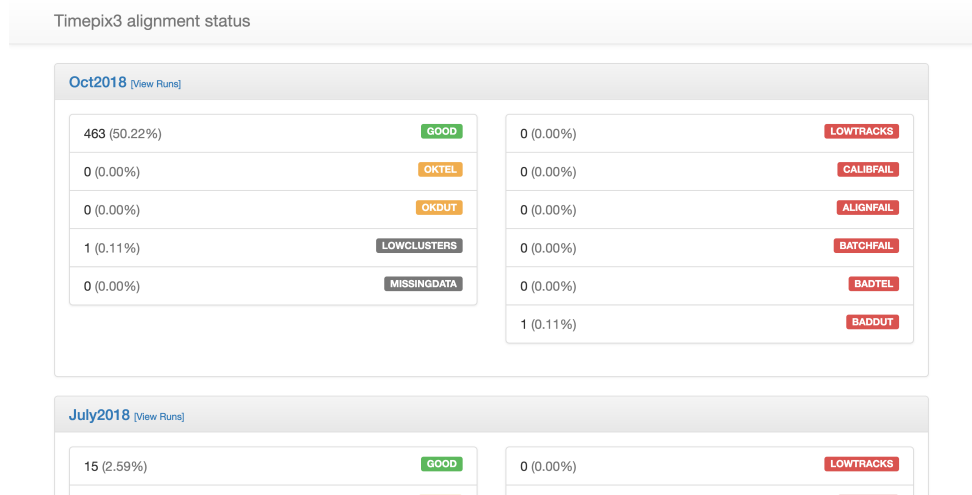 Timepix3 alignment status
Oct2018 [View Runs]
463 (50.22%) GOOD
0 (0.00%) OKTEL
0 (0.00%) OKDUT
1 (0.11%) LOWCLUSTERS
0 (0.00%) MISSINGDATA
0 (0.00%) LOWTRACKS
0 (0.00%) CALIBFAIL
0 (0.00%) ALIGNFAIL
0 (0.00%) BATCHFAIL
0 (0.00%) BADTEL
1 (0.11%) BADDUT
July2018 [View Runs]
15 (2.59%) GOOD
0 (0.00%) LOWTRACKS